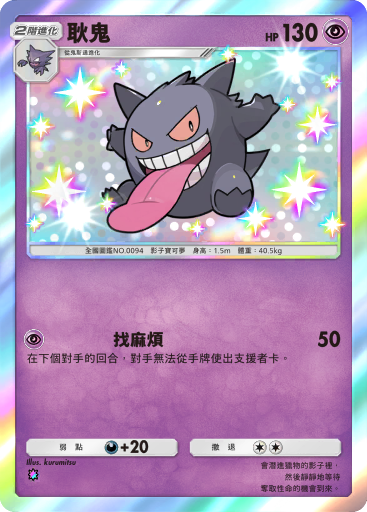 2階進化
耿鬼
HP 130
從鬼斯通進化
全國圖鑑NO.0094 影子寶可夢 身高：1.5m 體重：40.5kg
找麻煩 50
在下個對手的回合，對手無法從手牌使出支援者卡。
弱點 +20
撤退
Illus. kurumitsu
會潛進獵物的影子裡，
然後靜靜地等待
奪取性命的機會到來。